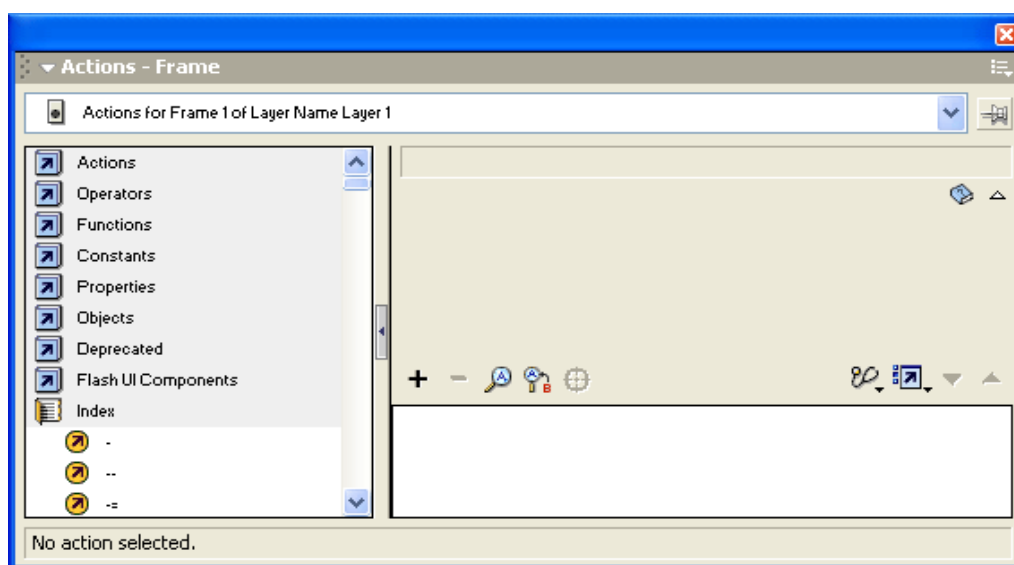 Actions - Frame
Actions for Frame 1 of Layer Name Layer 1
Actions
Operators
Functions
Constants
Properties
Objects
Deprecated
Flash UI Components
Index
-
--
-=
No action selected.